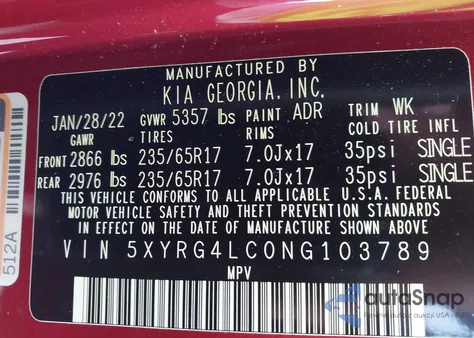 MANUFACTURED BY
KIA GEORGIA, INC.
JAN/28/22 GVWR 5357 lbs PAINT ADR TRIM WK
GAWR TIRES RIMS COLD TIRE INFL
FRONT 2866 lbs 235/65R17 7.0Jx17 35psi SINGLE
REAR 2976 lbs 235/65R17 7.0Jx17 35psi SINGLE
THIS VEHICLE CONFORMS TO ALL APPLICABLE U.S.A. FEDERAL
MOTOR VEHICLE SAFETY AND THEFT PREVENTION STANDARDS
IN EFFECT ON THE DATE OF MANUFACTURE SHOWN ABOVE.
VIN 5XYRG4LC0NG103789
MPV
512A
autoSnap